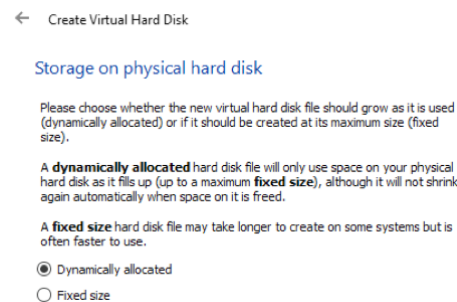 Create Virtual Hard Disk
Storage on physical hard disk
Please choose whether the new virtual hard disk file should grow as it is used
(dynamically allocated) or if it should be created at its maximum size (fixed
size).
A dynamically allocated hard disk file will only use space on your physical
hard disk as it fills up (up to a maximum fixed size), although it will not shrink
again automatically when space on it is freed.
A fixed size hard disk file may take longer to create on some systems but is
often faster to use.
Dynamically allocated
Fixed size